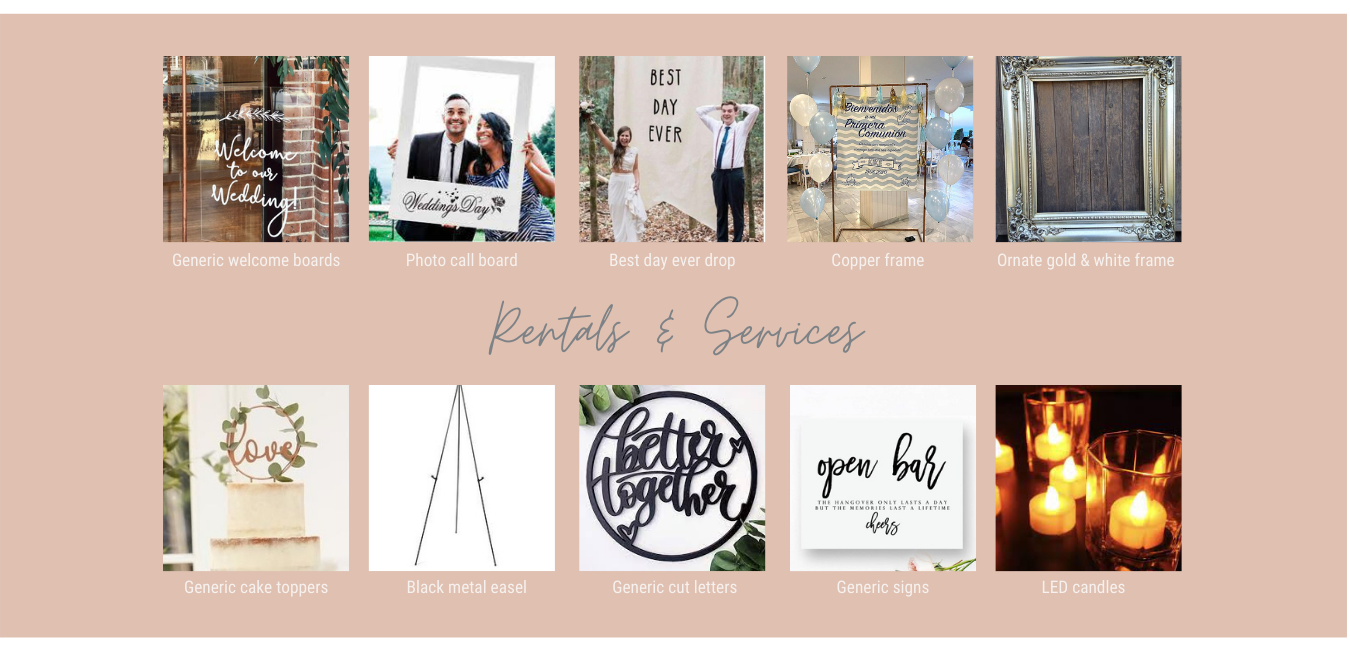 Welcome
to our
Wedding!
Weddings Day
BEST
DAY
EVER
Bienvenidos
Primera
Comunión
Generic welcome boards
Photo call board
Best day ever drop
Copper frame
Ornate gold & white frame
Rentals & Services
love
better
together
open bar
THE HANGOVER ONLY LASTS A DAY
BUT THE MEMORIES LAST A LIFETIME
cheers
Generic cake toppers
Black metal easel
Generic cut letters
Generic signs
LED candles